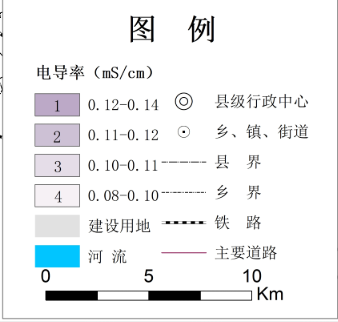 图 例
电导率（mS/cm）
1 0.12-0.14 县级行政中心
2 0.11-0.12 乡、镇、街道
3 0.10-0.11 县 界
4 0.08-0.10 乡 界
建设用地 铁 路
河 流 主要道路
0 5 10
Km